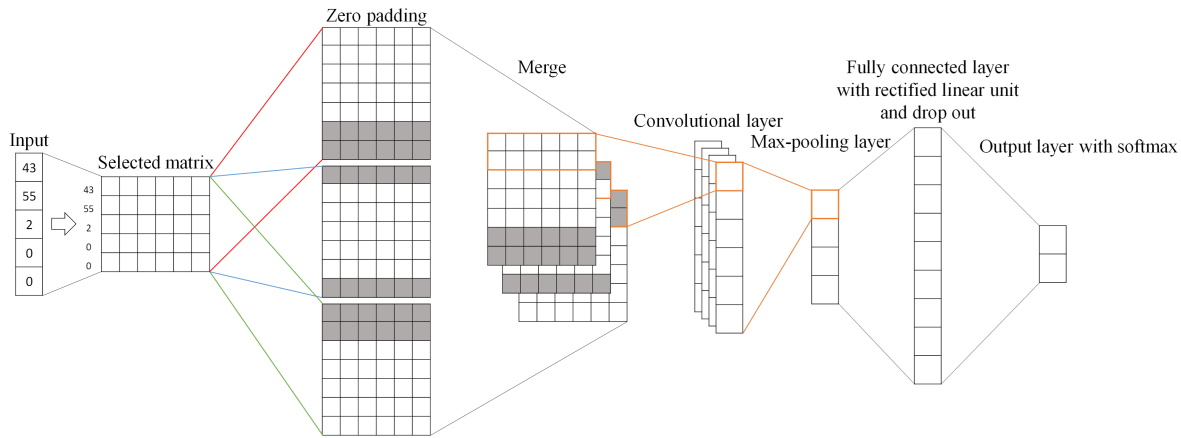 Zero padding
Merge
Fully connected layer
with rectified linear unit
and drop out
Convolutional layer
Max-pooling layer
Output layer with softmax
Input
Selected matrix
43
55
2
0
0
43
55
2
0
0